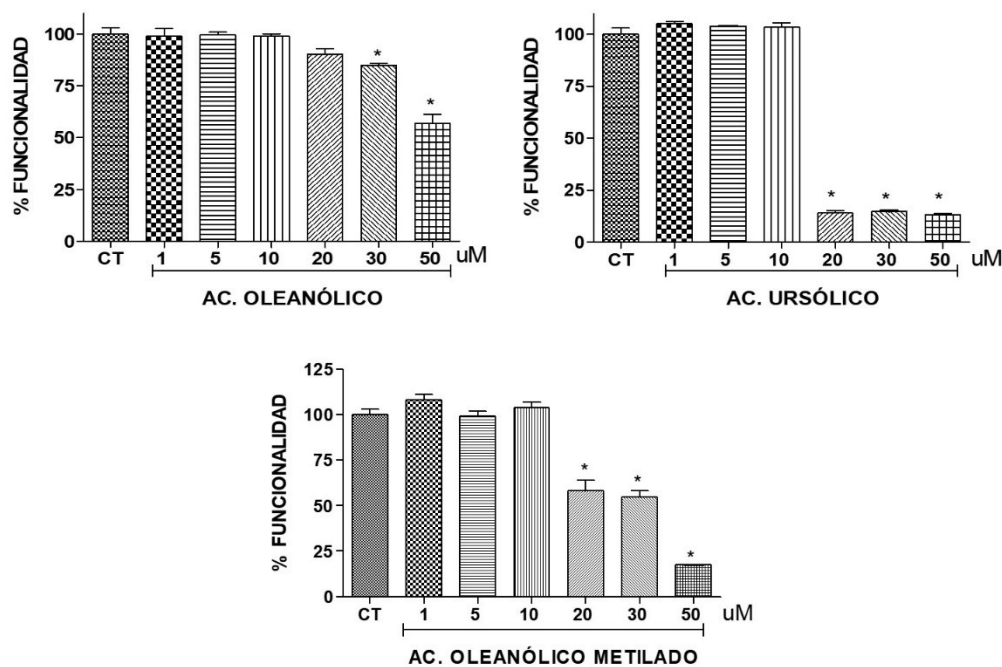 % FUNCIONALIDAD
100
75
50
25
0
*
*
CT 1 5 10 20 30 50 uM
AC. OLEANÓLICO
% FUNCIONALIDAD
100
75
50
25
0
* * *
CT 1 5 10 20 30 50 uM
AC. URSÓLICO
% FUNCIONALIDAD
125
100
75
50
25
0
* *
*
CT 1 5 10 20 30 50 uM
AC. OLEANÓLICO METILADO